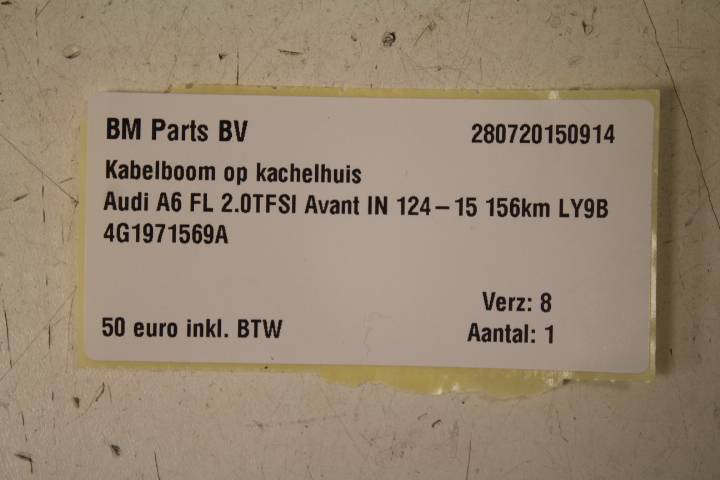 BM Parts BV 280720150914
Kabelboom op kachelhuis
Audi A6 FL 2.0TFSI Avant IN 124-15 156km LY9B
4G1971569A
Verz: 8
50 euro inkl. BTW Aantal: 1